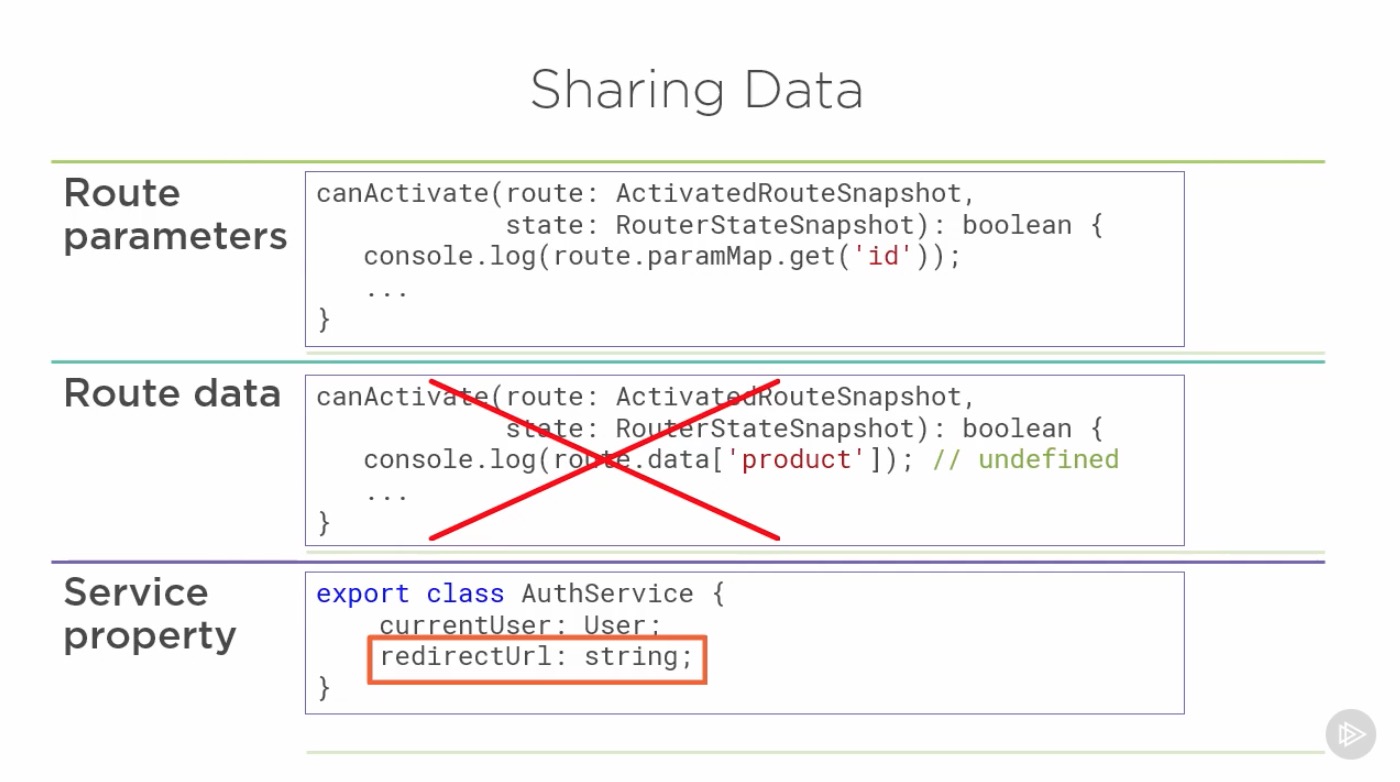 Sharing Data
Route
parameters
canActivate(route: ActivatedRouteSnapshot,
            state: RouterStateSnapshot): boolean {
   console.log(route.paramMap.get('id'));
   ...
}
Route data
canActivate(route: ActivatedRouteSnapshot,
            state: RouterStateSnapshot): boolean {
   console.log(route.data['product']); // undefined
   ...
}
Service
property
export class AuthService {
    currentUser: User;
    redirectUrl: string;
}